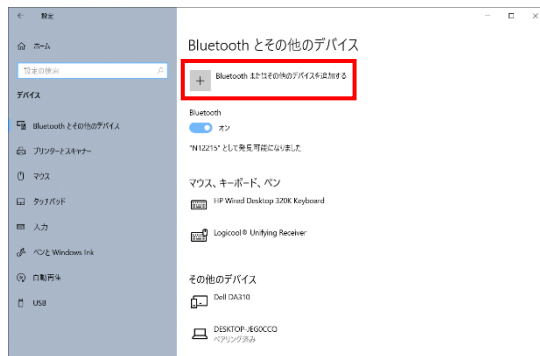 ← 設定
Bluetooth とその他のデバイス
ホーム
設定の検索
Bluetooth またはその他のデバイスを追加する
デバイス
Bluetooth
オン
Bluetooth とその他のデバイス
"N12215" として発見可能になりました
プリンターとスキャナー
マウス
マウス、キーボード、ペン
タッチパッド
HP Wired Desktop 320K Keyboard
入力
Logicool® Unifying Receiver
ペンと Windows Ink
自動再生
その他のデバイス
USB
Dell DA310
DESKTOP-JEG0CCQ
ペアリング済み